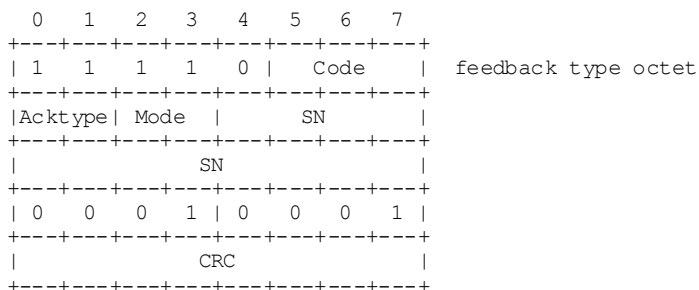 0   1   2   3   4   5   6   7
+---+---+---+---+---+---+---+---+
| 1   1   1   1   0 |   Code    |  feedback type octet
+---+---+---+---+---+---+---+---+
|Acktype| Mode  |      SN       |
+---+---+---+---+---+---+---+---+
|              SN               |
+---+---+---+---+---+---+---+---+
| 0   0   0   1 | 0   0   0   1 |
+---+---+---+---+---+---+---+---+
|              CRC              |
+---+---+---+---+---+---+---+---+